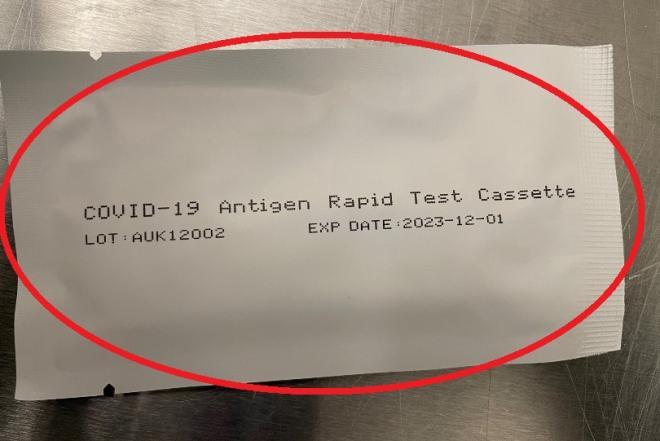 COVID-19 Antigen Rapid Test Cassette
LOT:AUK12002 EXP DATE:2023-12-01